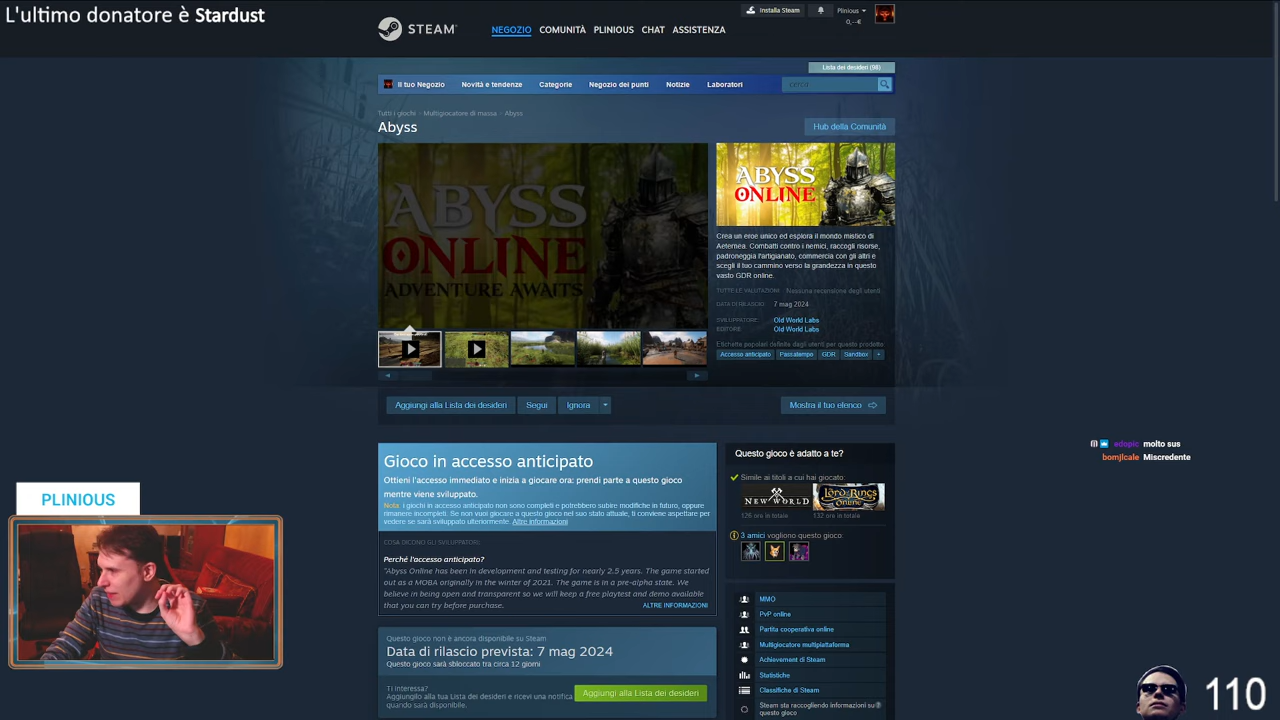 L'ultimo donatore è Stardust
STEAM
NEGOZIO COMUNITÀ PLINIOUS CHAT ASSISTENZA
Installa Steam
Plinious
0,--€
Lista dei desideri (98)
Il tuo Negozio Novità e tendenze Categorie Negozio dei punti Notizie Laboratori
cerca
Tutti i giochi > Multigiocatore di massa > Abyss
Abyss
Hub della Comunità
ABYSS
ONLINE
ADVENTURE AWAITS
ABYSS
ONLINE
Crea un eroe unico ed esplora il mondo mistico di
Aeternea. Combatti contro i nemici, raccogli risorse,
padroneggia l'artigianato, commercia con gli altri e
scegli il tuo cammino verso la grandezza in questo
vasto GDR online.
TUTTE LE VALUTAZIONI: Nessuna recensione degli utenti
DATA DI RILASCIO: 7 mag 2024
SVILUPPATORE: Old World Labs
EDITORE: Old World Labs
Etichette popolari definite dagli utenti per questo prodotto
Accesso anticipato Passatempo GDR Sandbox +
Aggiungi alla Lista dei desideri Segui Ignora
Mostra il tuo elenco
Gioco in accesso anticipato
Ottieni l'accesso immediato e inizia a giocare ora: prendi parte a questo gioco
mentre viene sviluppato.
Nota: i giochi in accesso anticipato non sono completi e potrebbero subire modifiche in futuro, oppure
rimanere incompleti. Se non vuoi giocare a questo gioco nel suo stato attuale, ti conviene aspettare per
vedere se sarà sviluppato ulteriormente. Altre informazioni
COSA DICONO GLI SVILUPPATORI:
Perché l'accesso anticipato?
"Abyss Online has been in development and testing for nearly 2.5 years. The game started
out as a MOBA originally in the winter of 2021. The game is in a pre-alpha state. We
believe in being open and transparent so we will keep a free playtest and demo available
that you can try before purchase.
ALTRE INFORMAZIONI
Questo gioco non è ancora disponibile su Steam
Data di rilascio prevista: 7 mag 2024
Questo gioco sarà sbloccato tra circa 12 giorni
Ti interessa?
Aggiungilo alla tua Lista dei desideri e ricevi una notifica
quando sarà disponibile.
Aggiungi alla Lista dei desideri
Questo gioco è adatto a te?
Simile ai titoli a cui hai giocato:
NEW WORLD
The Lord of the Rings Online
126 ore in totale
132 ore in totale
3 amici vogliono questo gioco:
MMO
PvP online
Partita cooperativa online
Multigiocatore multipiattaforma
Achievement di Steam
Statistiche
Classifiche di Steam
Steam sta raccogliendo informazioni su
questo gioco
edopic molto sus
bomjlcale Miscredente
PLINIOUS
110